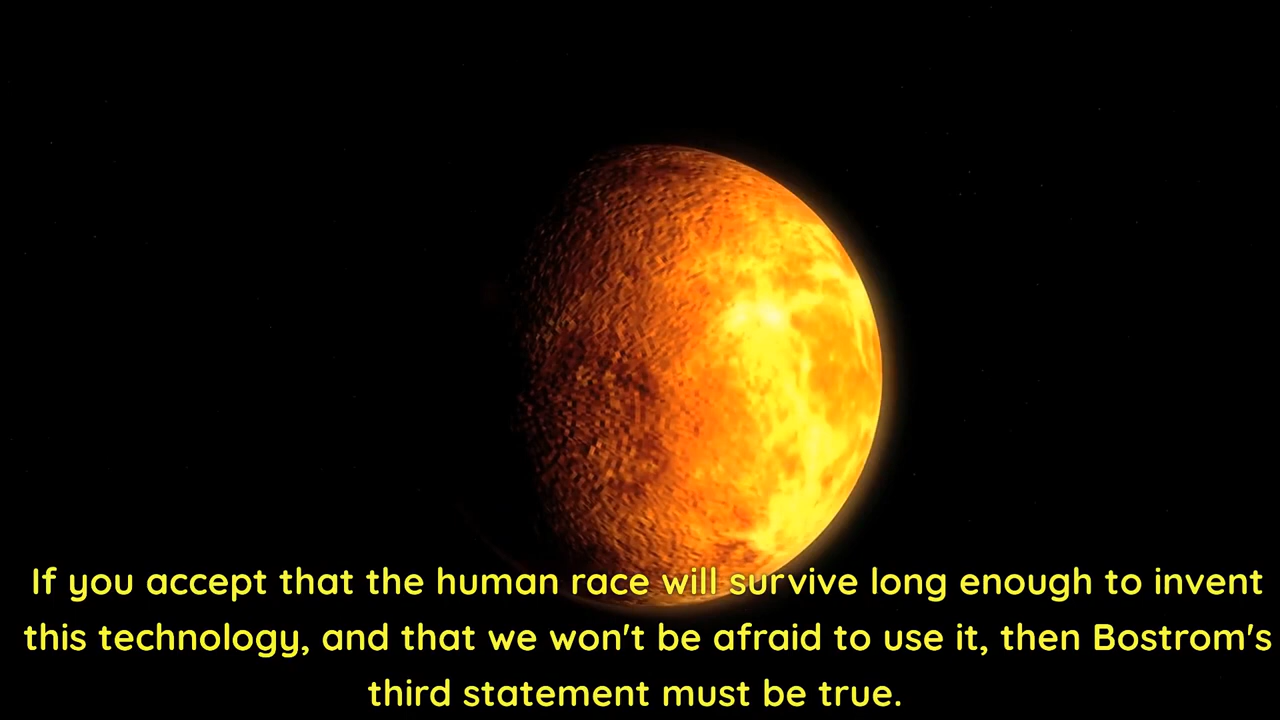 If you accept that the human race will survive long enough to invent
this technology, and that we won't be afraid to use it, then Bostrom's
third statement must be true.